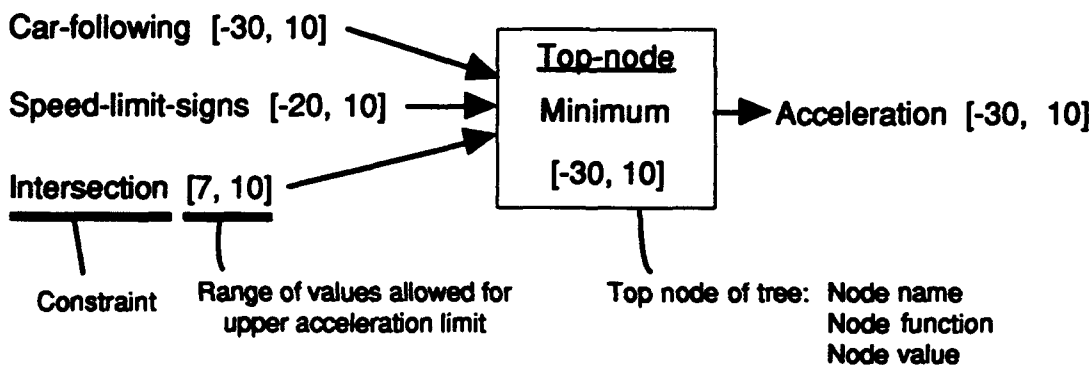 Car-following [-30, 10]
Speed-limit-signs [-20, 10]
Intersection [7, 10]
Top-node
Minimum
[-30, 10]
Acceleration [-30, 10]
Constraint
Range of values allowed for
upper acceleration limit
Top node of tree: Node name
Node function
Node value